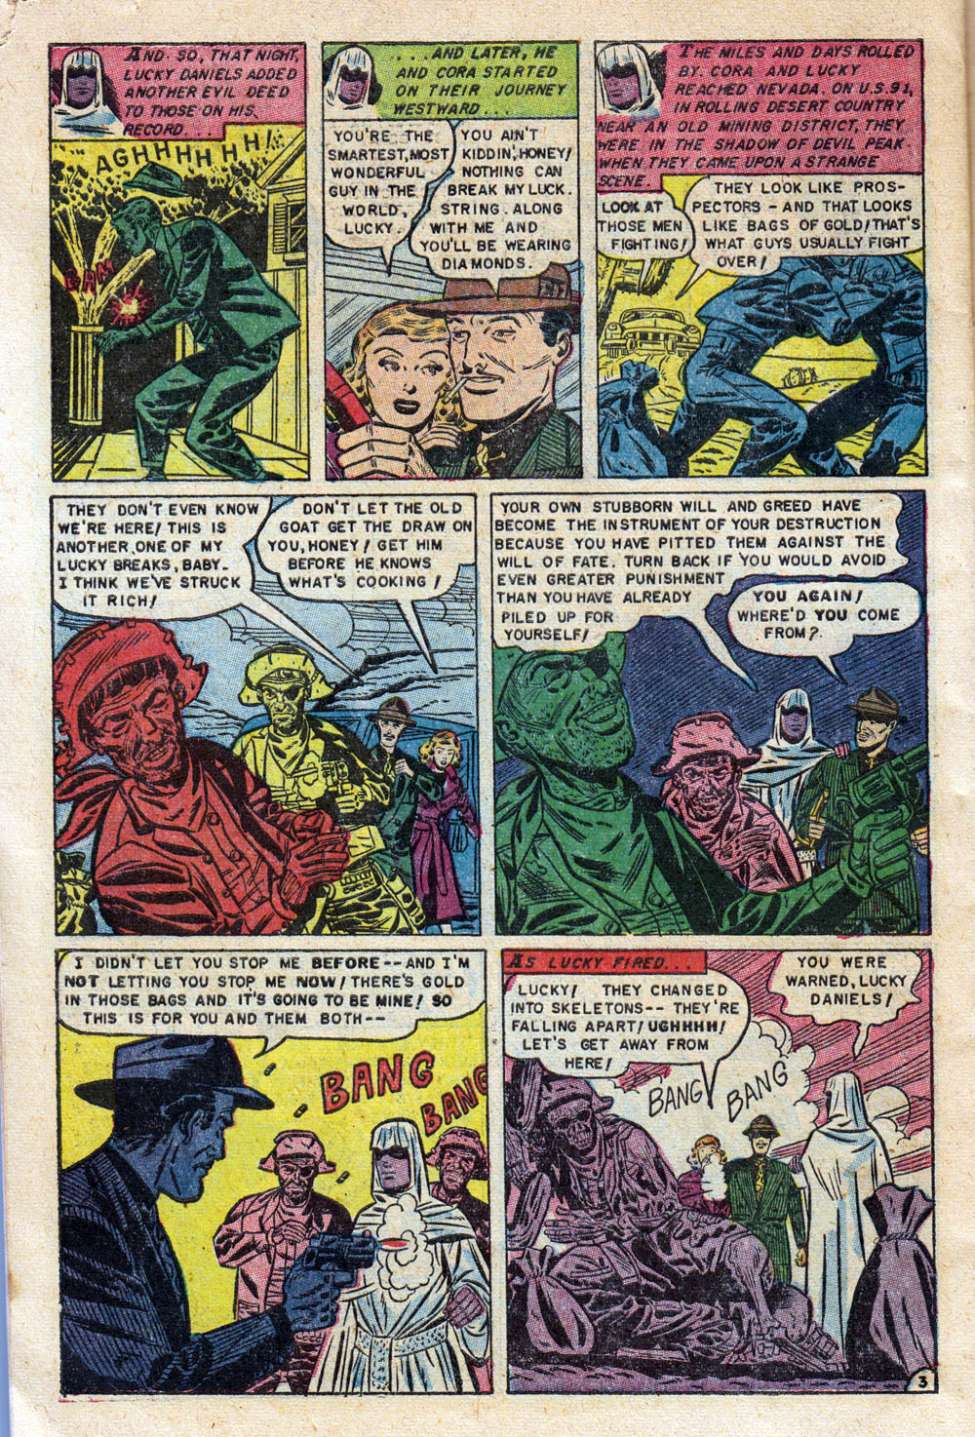 AND SO, THAT NIGHT,
LUCKY DANIELS ADDED
ANOTHER EVIL DEED
TO THOSE ON HIS
RECORD...
AGHHHHHHH!
BLAM
...AND LATER, HE
AND CORA STARTED
ON THEIR JOURNEY
WESTWARD...
YOU'RE THE
SMARTEST, MOST
WONDERFUL
GUY IN THE
WORLD,
LUCKY.
YOU AIN'T
KIDDIN', HONEY!
NOTHING CAN
BREAK MY LUCK
STRING. ALONG
WITH ME AND
YOU'LL BE WEARING
DIAMONDS.
THE MILES AND DAYS ROLLED
BY. CORA AND LUCKY
REACHED NEVADA. ON U.S. 91,
IN ROLLING DESERT COUNTRY
NEAR AN OLD MINING DISTRICT, THEY
WERE IN THE SHADOW OF DEVIL PEAK
WHEN THEY CAME UPON A STRANGE
SCENE.
LOOK AT
THOSE MEN
FIGHTING!
THEY LOOK LIKE PROS-
PECTORS - AND THAT LOOKS
LIKE BAGS OF GOLD! THAT'S
WHAT GUYS USUALLY FIGHT
OVER!
THEY DON'T EVEN KNOW
WE'RE HERE! THIS IS
ANOTHER ONE OF MY
LUCKY BREAKS, BABY-
I THINK WE'VE STRUCK
IT RICH!
DON'T LET THE OLD
GOAT GET THE DRAW ON
YOU, HONEY! GET HIM
BEFORE HE KNOWS
WHAT'S COOKING!
YOUR OWN STUBBORN WILL AND GREED HAVE
BECOME THE INSTRUMENT OF YOUR DESTRUCTION
BECAUSE YOU HAVE PITTED THEM AGAINST THE
WILL OF FATE. TURN BACK IF YOU WOULD AVOID
EVEN GREATER PUNISHMENT
THAN YOU HAVE ALREADY
PILED UP FOR
YOURSELF!
YOU AGAIN!
WHERE'D YOU COME
FROM?
I DIDN'T LET YOU STOP ME BEFORE--AND I'M
NOT LETTING YOU STOP ME NOW! THERE'S GOLD
IN THOSE BAGS AND IT'S GOING TO BE MINE! SO
THIS IS FOR YOU AND THEM BOTH--
BANG
BANG
AS LUCKY FIRED...
LUCKY! THEY CHANGED
INTO SKELETONS-- THEY'RE
FALLING APART! UGHHHH!
LET'S GET AWAY FROM
HERE!
YOU WERE
WARNED, LUCKY
DANIELS!
BANG
BANG
3